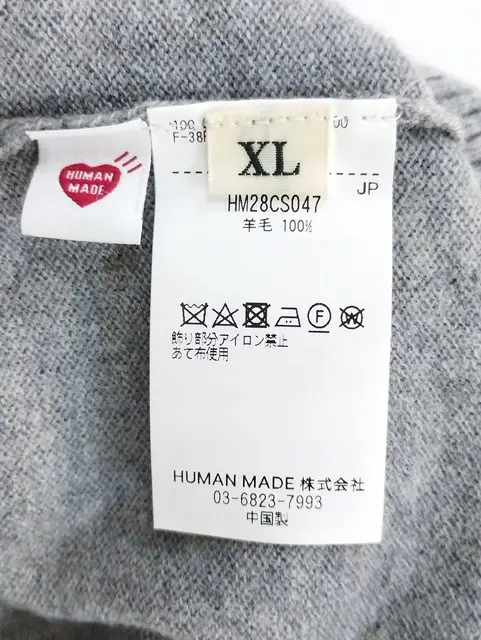 HUMAN
MADE
XL
JP
HM28CS047
羊毛 100%
飾り部分アイロン禁止
あて布使用
HUMAN MADE 株式会社
03-6823-7993
中国製